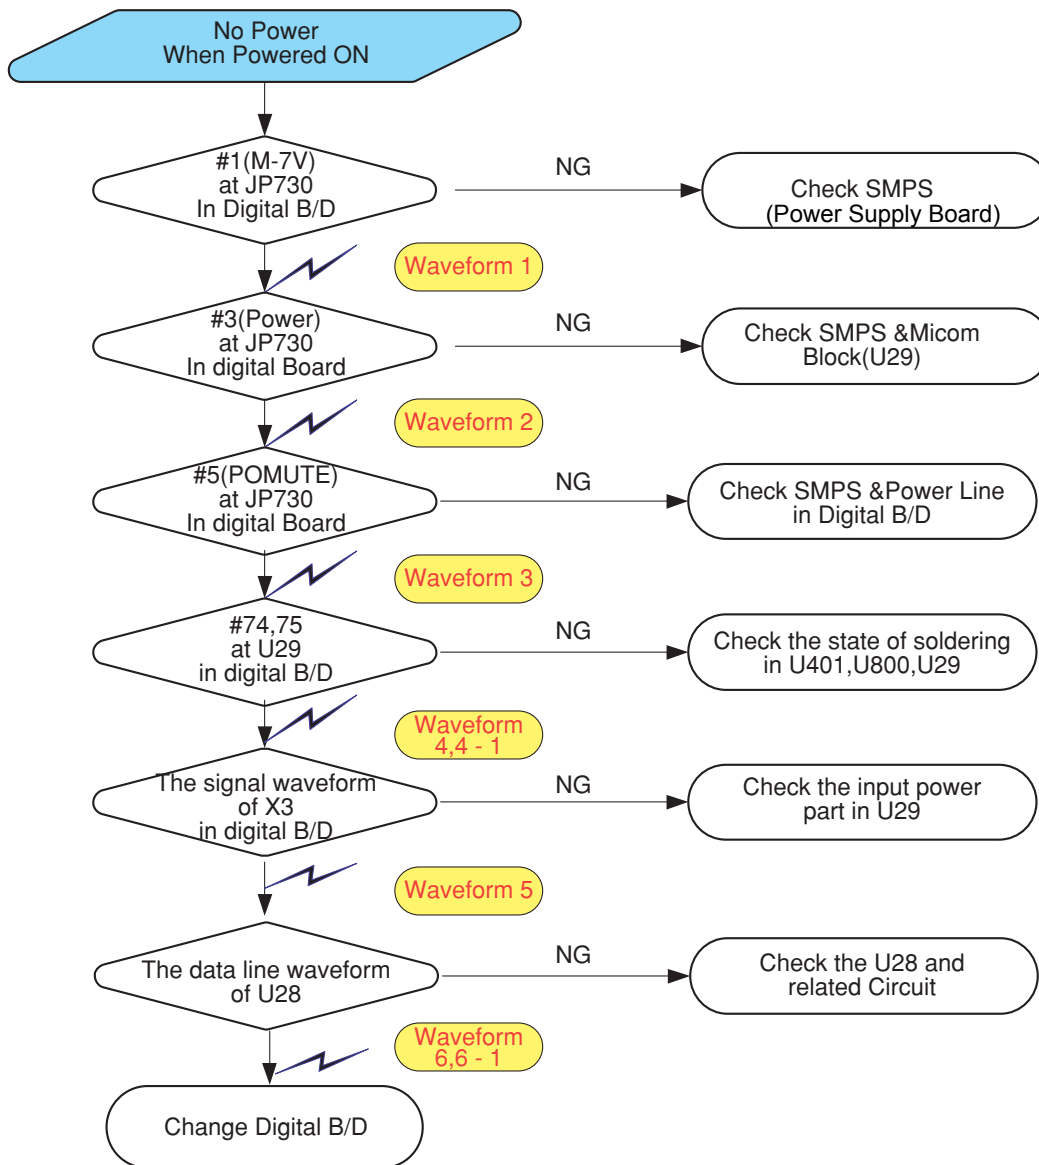 No Power
When Powered ON
#1(M-7V)
at JP730
In Digital B/D
NG
Check SMPS
(Power Supply Board)
Waveform 1
#3(Power)
at JP730
In digital Board
NG
Check SMPS &Micom
Block(U29)
Waveform 2
#5(POMUTE)
at JP730
In digital Board
NG
Check SMPS &Power Line
in Digital B/D
Waveform 3
#74,75
at U29
in digital B/D
NG
Check the state of soldering
in U401,U800,U29
Waveform
4,4 - 1
The signal waveform
of X3
in digital B/D
NG
Check the input power
part in U29
Waveform 5
The data line waveform
of U28
NG
Check the U28 and
related Circuit
Waveform
6,6 - 1
Change Digital B/D